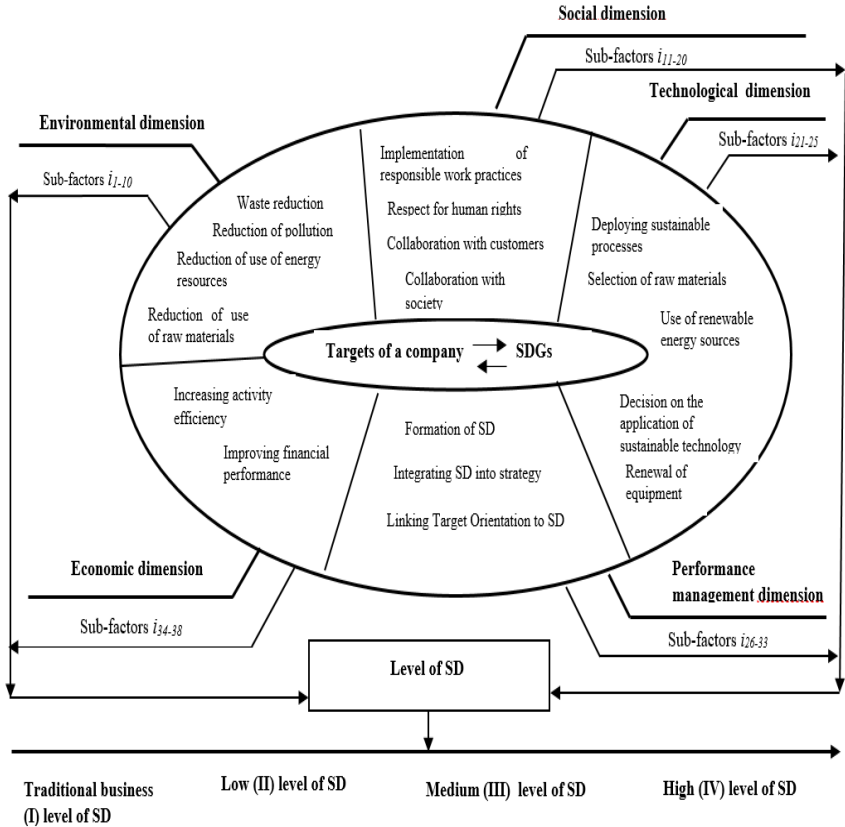 Social dimension
Sub-factors i11-20
Technological dimension
Sub-factors i21-25
Environmental dimension
Sub-factors i1-10
Waste reduction
Reduction of pollution
Reduction of use of energy
resources
Reduction of use
of raw materials
Implementation of
responsible work practices
Respect for human rights
Collaboration with customers
Collaboration with
society
Deploying sustainable
processes
Selection of raw materials
Use of renewable
energy sources
Targets of a company
SDGs
Increasing activity
efficiency
Improving financial
performance
Formation of SD
Integrating SD into strategy
Linking Target Orientation to SD
Decision on the
application of
sustainable technology
Renewal of
equipment
Economic dimension
Sub-factors i34-38
Performance
management dimension
Sub-factors i26-33
Level of SD
Traditional business
(I) level of SD
Low (II) level of SD
Medium (III) level of SD
High (IV) level of SD